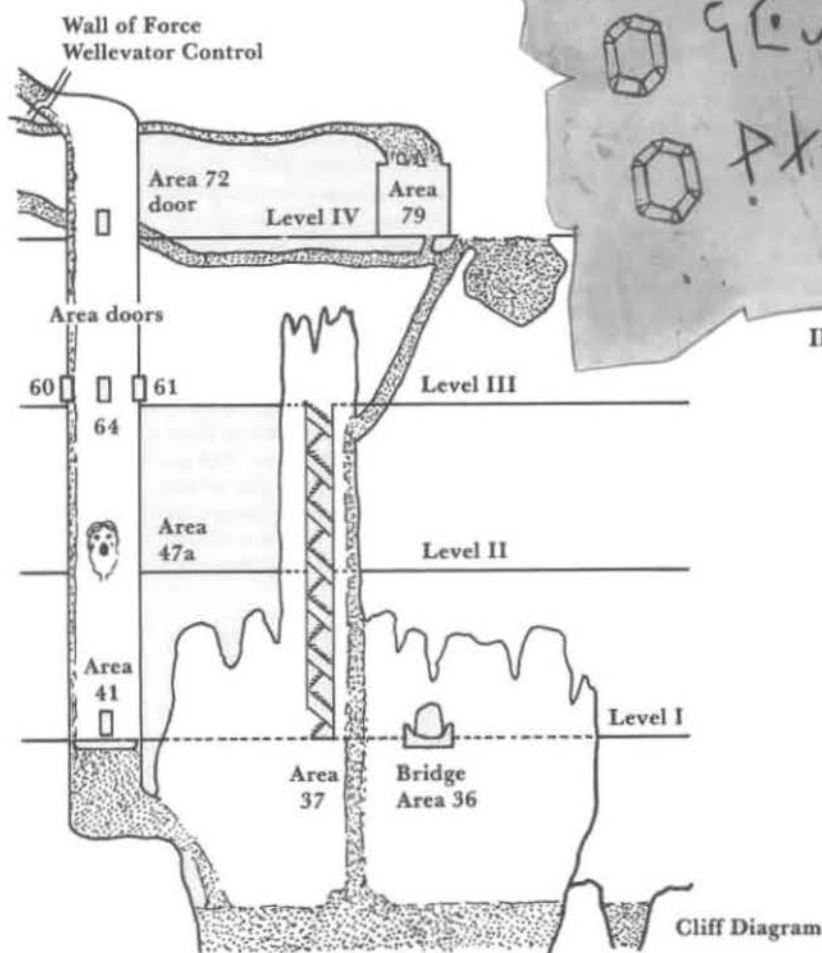 Wall of Force
Wellevator Control
Area 72
door
Area
79
Level IV
Area doors
60
61
64
Level III
Area
47a
Level II
Area
41
Level I
Area
37
Bridge
Area 36
Cliff Diagram